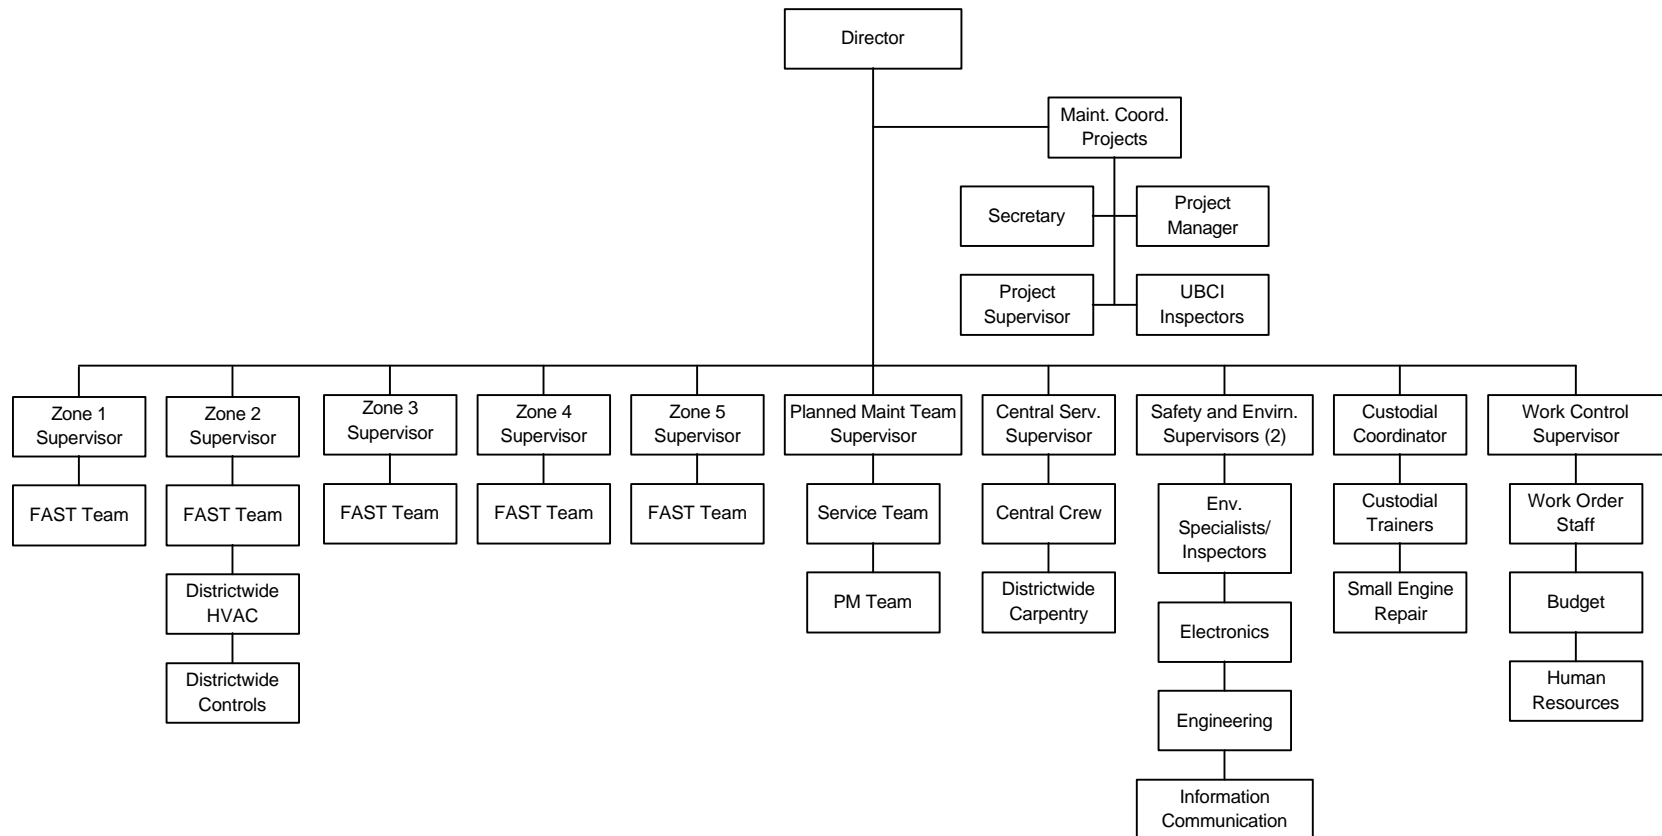 Director
Maint. Coord.
Projects
Secretary
Project
Manager
Project
Supervisor
UBCI
Inspectors
Zone 1
Supervisor
Zone 2
Supervisor
Zone 3
Supervisor
Zone 4
Supervisor
Zone 5
Supervisor
Planned Maint Team
Supervisor
Central Serv.
Supervisor
Safety and Envirn.
Supervisors (2)
Custodial
Coordinator
Work Control
Supervisor
FAST Team
FAST Team
FAST Team
FAST Team
FAST Team
Service Team
Central Crew
Env.
Specialists/
Inspectors
Custodial
Trainers
Work Order
Staff
Districtwide
HVAC
PM Team
Districtwide
Carpentry
Electronics
Small Engine
Repair
Budget
Districtwide
Controls
Engineering
Human
Resources
Information
Communication